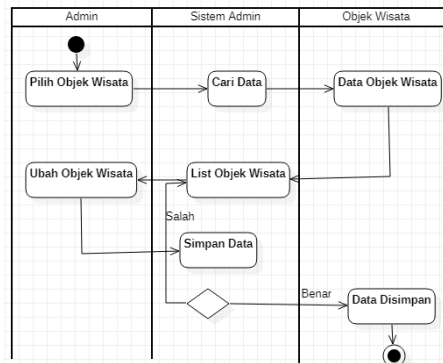 Admin
Sistem Admin
Objek Wisata
Pilih Objek Wisata
Cari Data
Data Objek Wisata
Ubah Objek Wisata
List Objek Wisata
Salah
Simpan Data
Benar
Data Disimpan